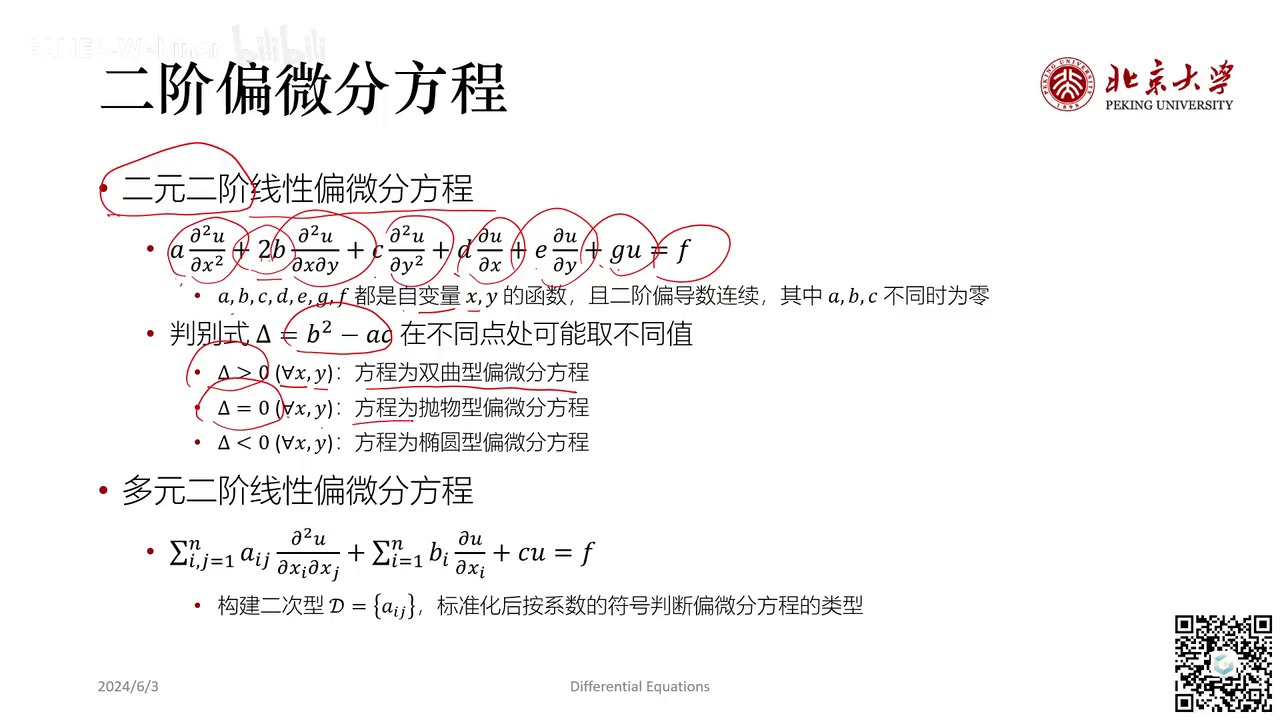 二阶偏微分方程
北京大学
PEKING UNIVERSITY
• 二元二阶线性偏微分方程
• a ∂²u/∂x² + 2b ∂²u/∂x∂y + c ∂²u/∂y² + d ∂u/∂x + e ∂u/∂y + gu = f
• a, b, c, d, e, g, f 都是自变量 x, y 的函数，且二阶偏导数连续，其中 a, b, c 不同时为零
• 判别式 Δ = b² − ac 在不同点处可能取不同值
• Δ > 0 (∀x, y)：方程为双曲型偏微分方程
• Δ = 0 (∀x, y)：方程为抛物型偏微分方程
• Δ < 0 (∀x, y)：方程为椭圆型偏微分方程
• 多元二阶线性偏微分方程
• ∑ⁿᵢ,ⱼ₌₁ aᵢⱼ ∂²u/∂xᵢ∂xⱼ + ∑ⁿᵢ₌₁ bᵢ ∂u/∂xᵢ + cu = f
• 构建二次型 𝒟 = {aᵢⱼ}，标准化后按系数的符号判断偏微分方程的类型
2024/6/3
Differential Equations